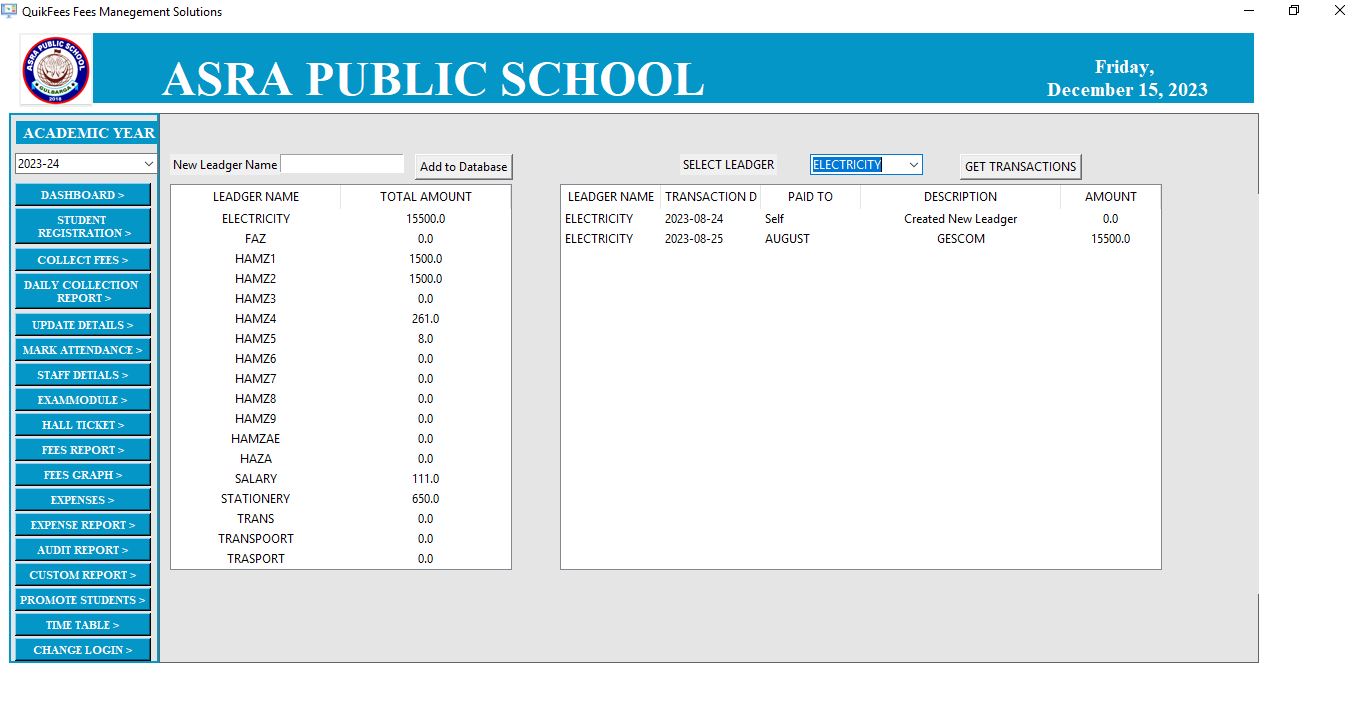 QuikFees Fees Manegement Solutions
ASRA PUBLIC SCHOOL
GULBARGA
2018
ASRA PUBLIC SCHOOL
Friday,
December 15, 2023
ACADEMIC YEAR
2023-24
DASHBOARD >
STUDENT
REGISTRATION >
COLLECT FEES >
DAILY COLLECTION
REPORT >
UPDATE DETAILS >
MARK ATTENDANCE >
STAFF DETIALS >
EXAMMODULE >
HALL TICKET >
FEES REPORT >
FEES GRAPH >
EXPENSES >
EXPENSE REPORT >
AUDIT REPORT >
CUSTOM REPORT >
PROMOTE STUDENTS >
TIME TABLE >
CHANGE LOGIN >
New Leadger Name Add to Database
LEADGER NAME TOTAL AMOUNT
ELECTRICITY 15500.0
FAZ 0.0
HAMZ1 1500.0
HAMZ2 1500.0
HAMZ3 0.0
HAMZ4 261.0
HAMZ5 8.0
HAMZ6 0.0
HAMZ7 0.0
HAMZ8 0.0
HAMZ9 0.0
HAMZAE 0.0
HAZA 0.0
SALARY 111.0
STATIONERY 650.0
TRANS 0.0
TRANSPOORT 0.0
TRASPORT 0.0
SELECT LEADGER ELECTRICITY GET TRANSACTIONS
LEADGER NAME TRANSACTION D PAID TO DESCRIPTION AMOUNT
ELECTRICITY 2023-08-24 Self Created New Leadger 0.0
ELECTRICITY 2023-08-25 AUGUST GESCOM 15500.0